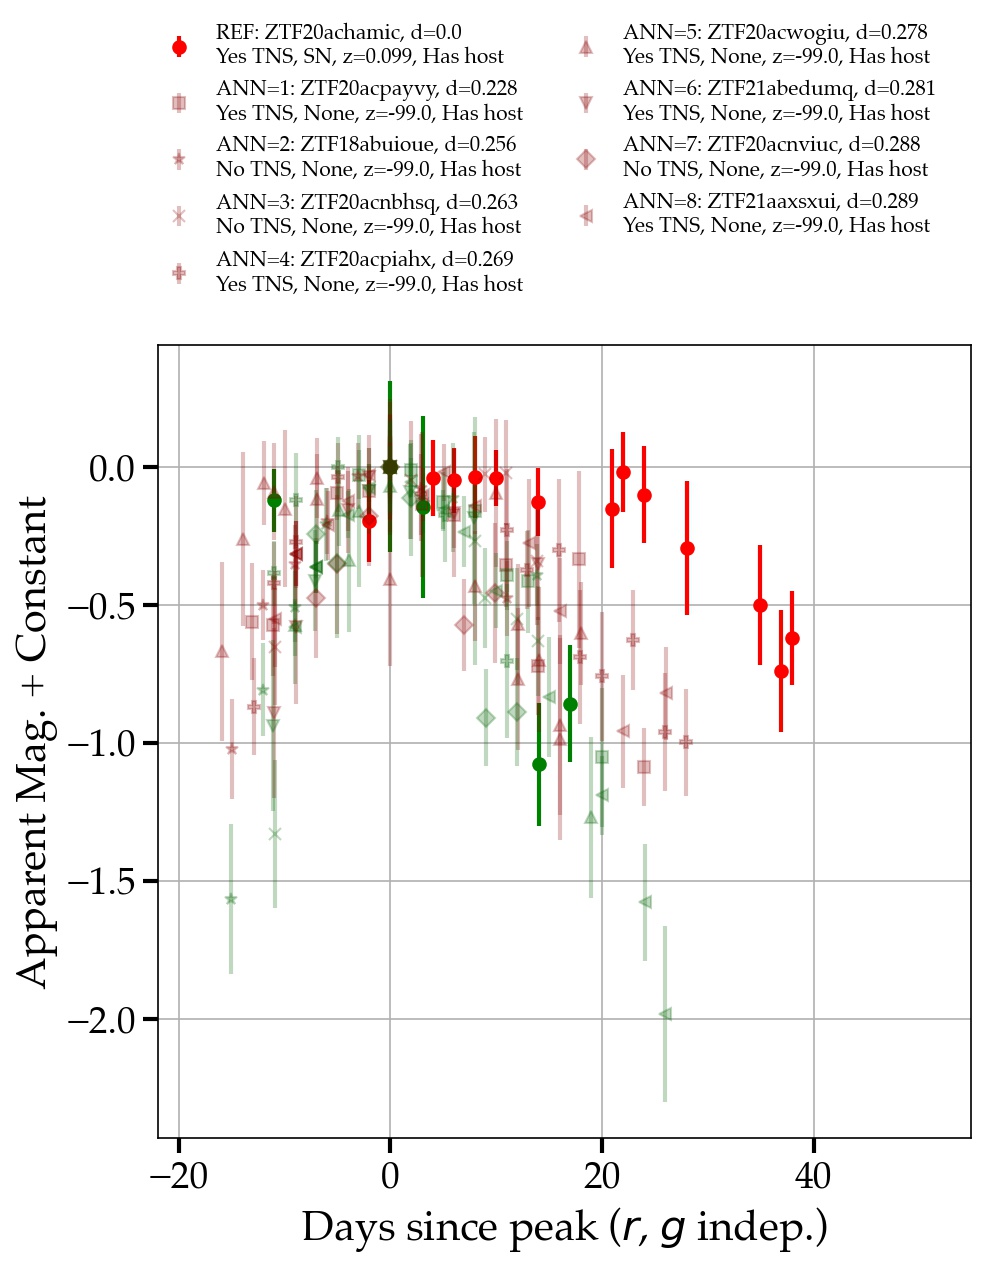 REF: ZTF20achamic, d=0.0
Yes TNS, SN, z=0.099, Has host
ANN=1: ZTF20acpayvy, d=0.228
Yes TNS, None, z=-99.0, Has host
ANN=2: ZTF18abuioue, d=0.256
No TNS, None, z=-99.0, Has host
ANN=3: ZTF20acnbhsq, d=0.263
No TNS, None, z=-99.0, Has host
ANN=4: ZTF20acpiahx, d=0.269
Yes TNS, None, z=-99.0, Has host
ANN=5: ZTF20acwogiu, d=0.278
Yes TNS, None, z=-99.0, Has host
ANN=6: ZTF21abedumq, d=0.281
Yes TNS, None, z=-99.0, Has host
ANN=7: ZTF20acnviuc, d=0.288
No TNS, None, z=-99.0, Has host
ANN=8: ZTF21aaxsxui, d=0.289
Yes TNS, None, z=-99.0, Has host
Apparent Mag. + Constant
0.0
−0.5
−1.0
−1.5
−2.0
−20 0 20 40
Days since peak (r, g indep.)